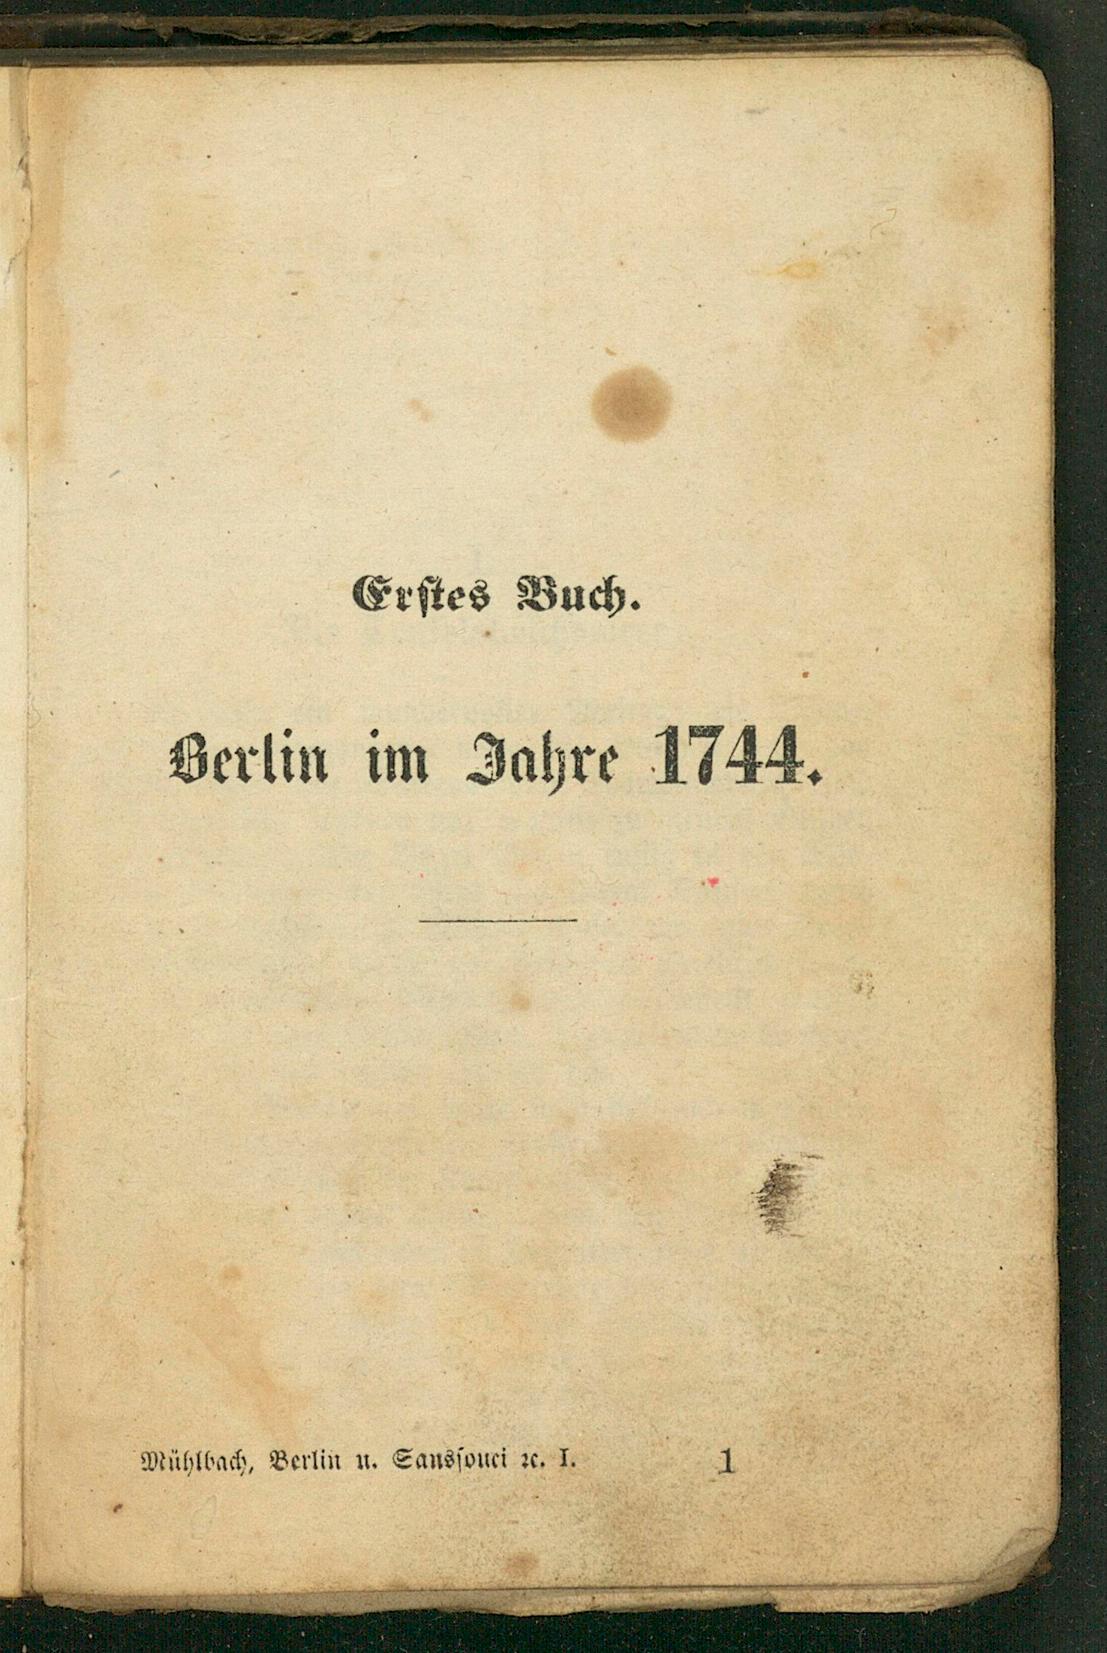 Erſtes Buch.
Berlin im Jahre 1744.
Mühlbach, Berlin u. Sansſouci ꝛc. I. 1